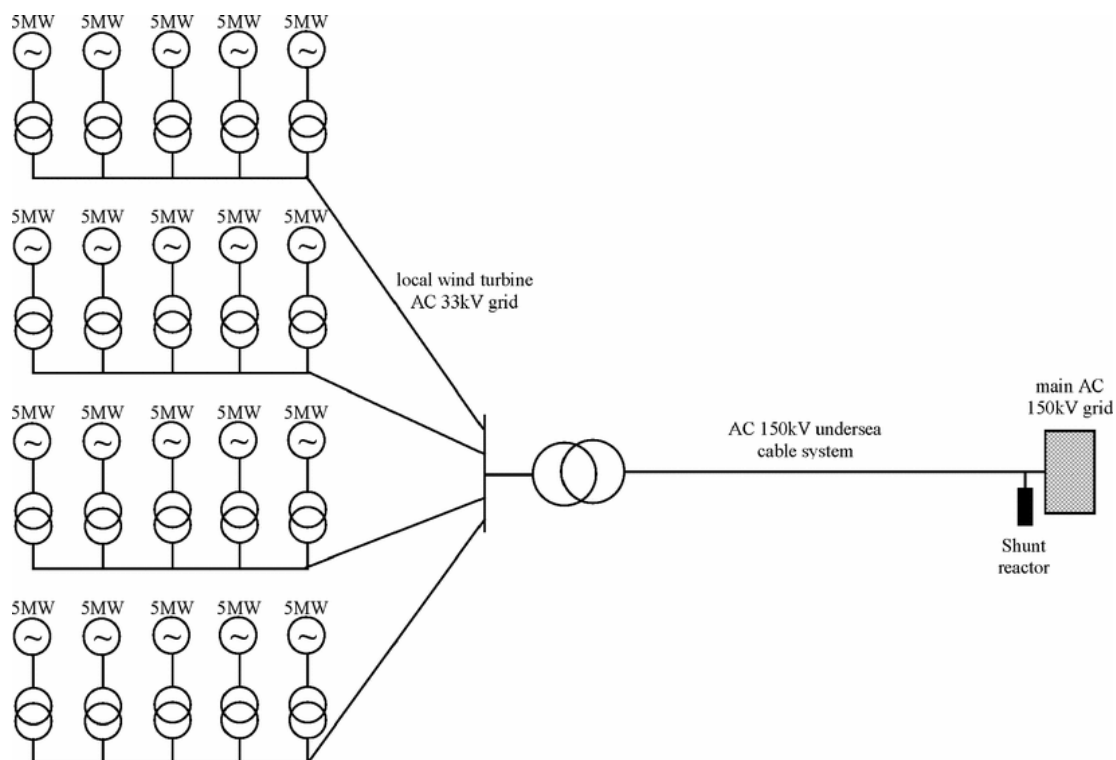 5MW 5MW 5MW 5MW 5MW
~ ~ ~ ~ ~
5MW 5MW 5MW 5MW 5MW
~ ~ ~ ~ ~
local wind turbine
AC 33kV grid
main AC
150kV grid
5MW 5MW 5MW 5MW 5MW
~ ~ ~ ~ ~
AC 150kV undersea
cable system
Shunt
reactor
5MW 5MW 5MW 5MW 5MW
~ ~ ~ ~ ~